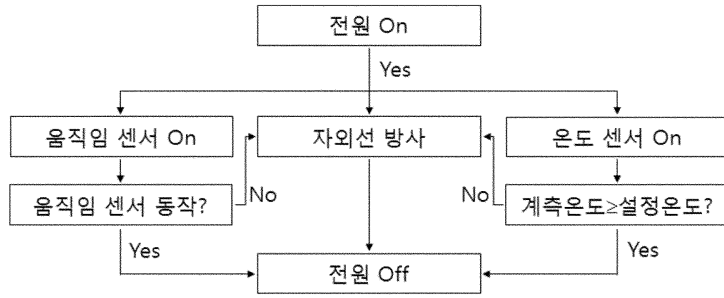 전원 On
Yes
움직임 센서 On
자외선 방사
온도 센서 On
움직임 센서 동작?
No
No
계측온도≥설정온도?
Yes
전원 Off
Yes